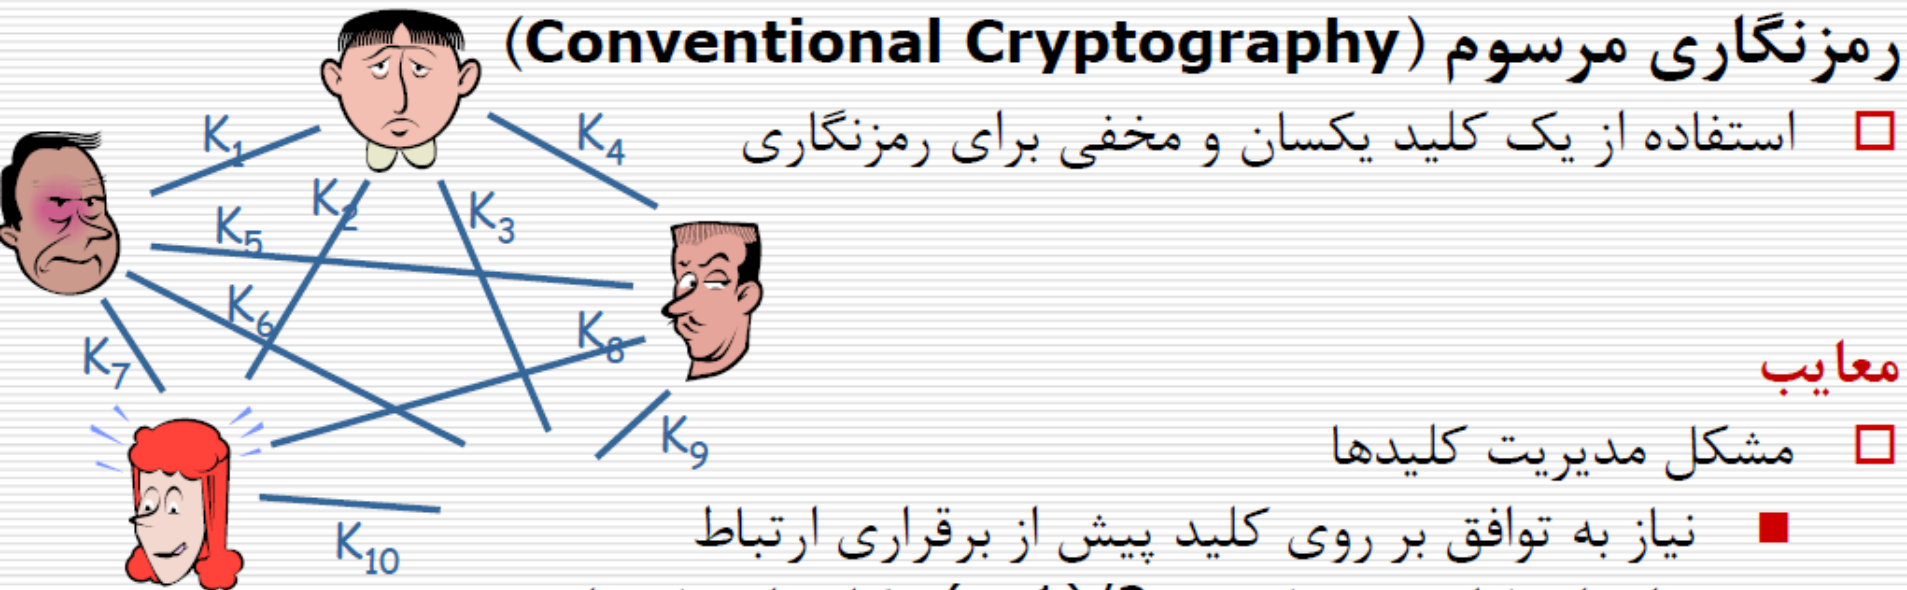 رمزنگاری مرسوم (Conventional Cryptography)
استفاده از یک کلید یکسان و مخفی برای رمزنگاری
معایب
مشکل مدیریت کلیدها
نیاز به توافق بر روی کلید پیش از برقراری ارتباط
K1
K4
K2
K3
K5
K6
K8
K7
K9
K10